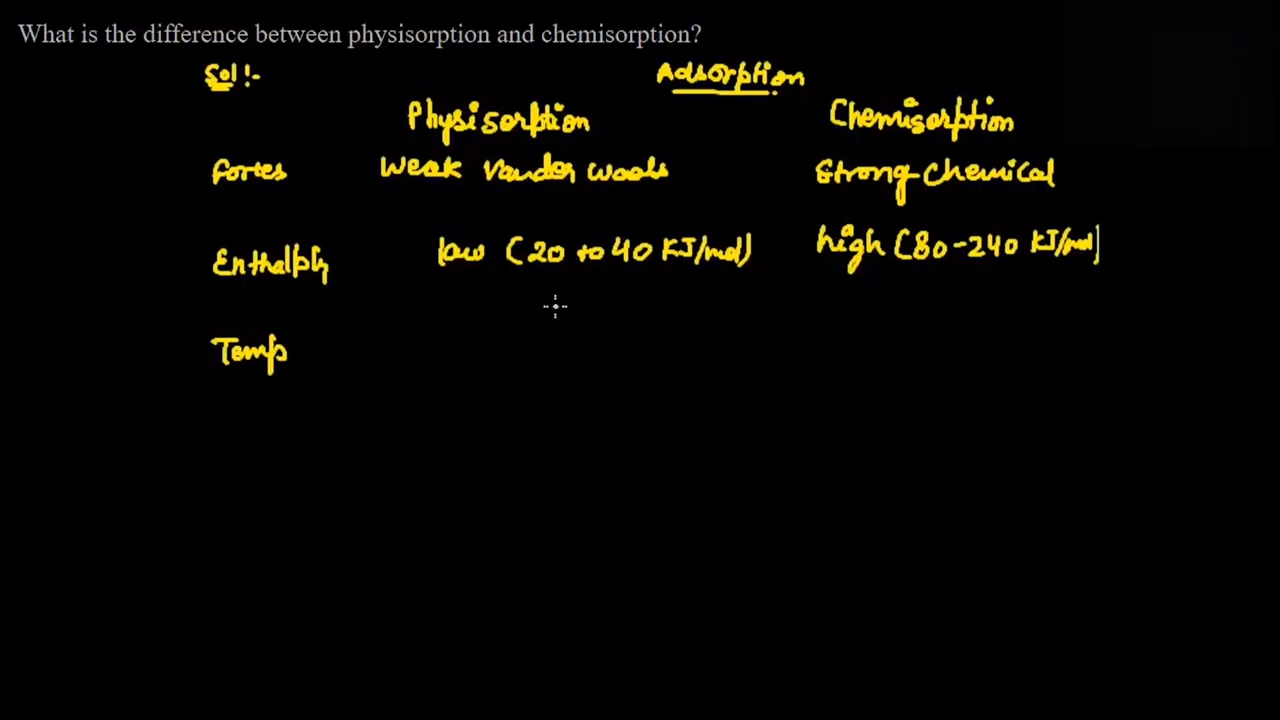 What is the difference between physisorption and chemisorption?
Sol :- Adsorption
Physisorption Chemisorption
forces Weak Vander waals Strong chemical
Enthalpy low (20 to 40 KJ/mol) high (80-240 KJ/mol)
Temp